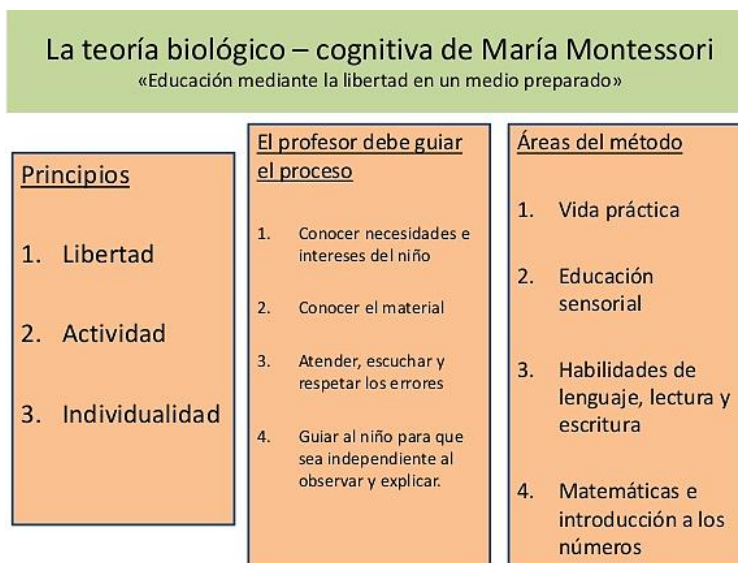 La teoría biológico – cognitiva de María Montessori
«Educación mediante la libertad en un medio preparado»
Principios
1. Libertad
2. Actividad
3. Individualidad
El profesor debe guiar
el proceso
1. Conocer necesidades e
intereses del niño
2. Conocer el material
3. Atender, escuchar y
respetar los errores
4. Guiar al niño para que
sea independiente al
observar y explicar.
Áreas del método
1. Vida práctica
2. Educación
sensorial
3. Habilidades de
lenguaje, lectura y
escritura
4. Matemáticas e
introducción a los
números